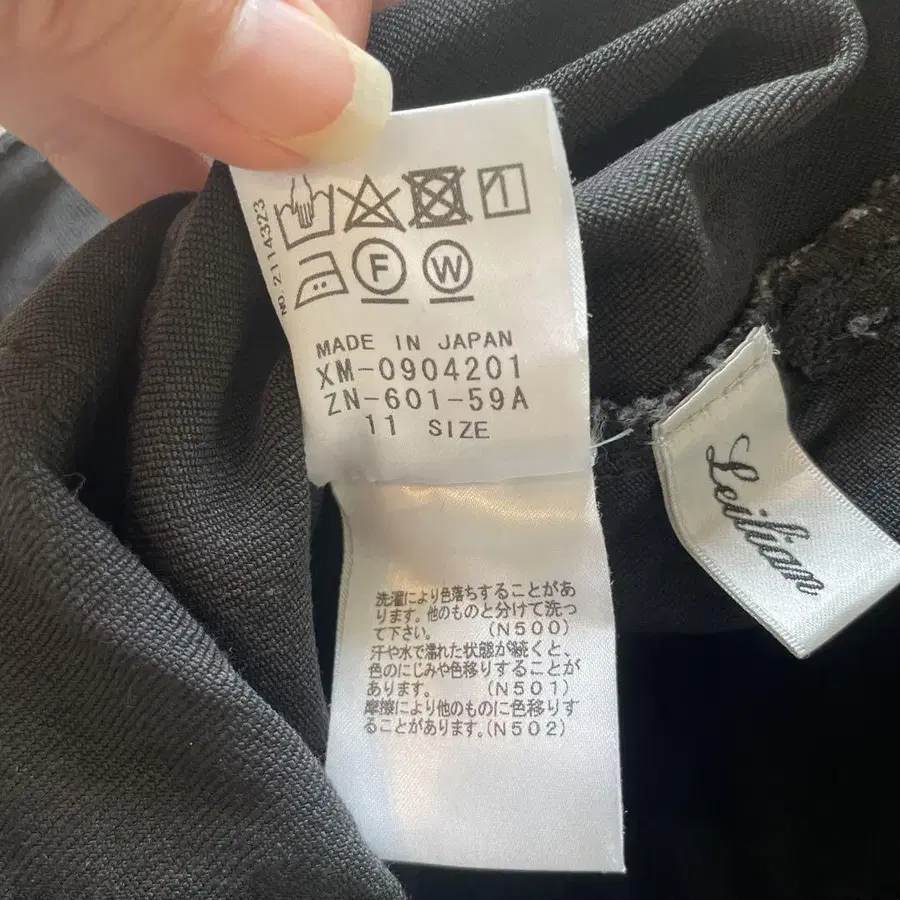 NO. 2114323
F
W
MADE IN JAPAN
XM-0904201
ZN-601-59A
11 SIZE
Leilian
洗濯により色落ちすることがあ
ります。他のものと分けて洗っ
て下さい。 (N500)
汗や水で濡れた状態が続くと、
色のにじみや色移りすることが
あります。 (N501)
摩擦により他のものに色移りす
ることがあります。(N502)